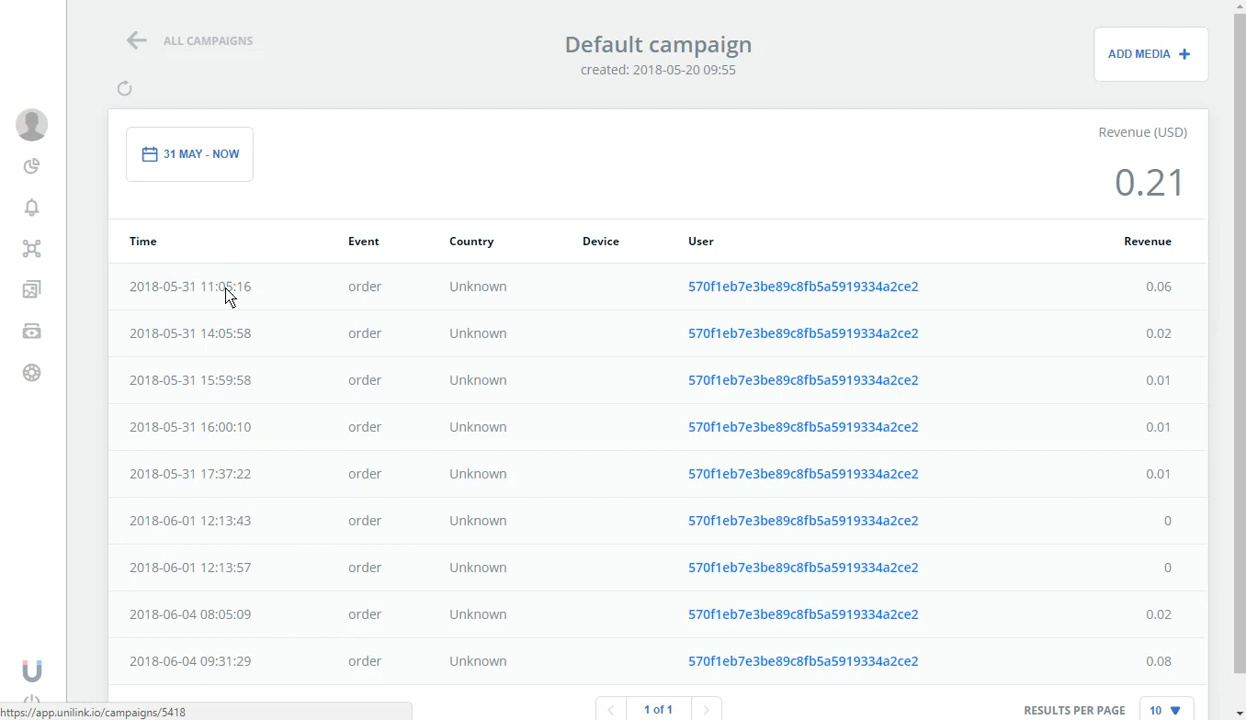 ALL CAMPAIGNS
Default campaign
created: 2018-05-20 09:55
ADD MEDIA +
31 MAY - NOW
Revenue (USD)
0.21
Time Event Country Device User Revenue
2018-05-31 11:05:16 order Unknown 570f1eb7e3be89c8fb5a5919334a2ce2 0.06
2018-05-31 14:05:58 order Unknown 570f1eb7e3be89c8fb5a5919334a2ce2 0.02
2018-05-31 15:59:58 order Unknown 570f1eb7e3be89c8fb5a5919334a2ce2 0.01
2018-05-31 16:00:10 order Unknown 570f1eb7e3be89c8fb5a5919334a2ce2 0.01
2018-05-31 17:37:22 order Unknown 570f1eb7e3be89c8fb5a5919334a2ce2 0.01
2018-06-01 12:13:43 order Unknown 570f1eb7e3be89c8fb5a5919334a2ce2 0
2018-06-01 12:13:57 order Unknown 570f1eb7e3be89c8fb5a5919334a2ce2 0
2018-06-04 08:05:09 order Unknown 570f1eb7e3be89c8fb5a5919334a2ce2 0.02
2018-06-04 09:31:29 order Unknown 570f1eb7e3be89c8fb5a5919334a2ce2 0.08
1 of 1
RESULTS PER PAGE 10
https://app.unilink.io/campaigns/5418